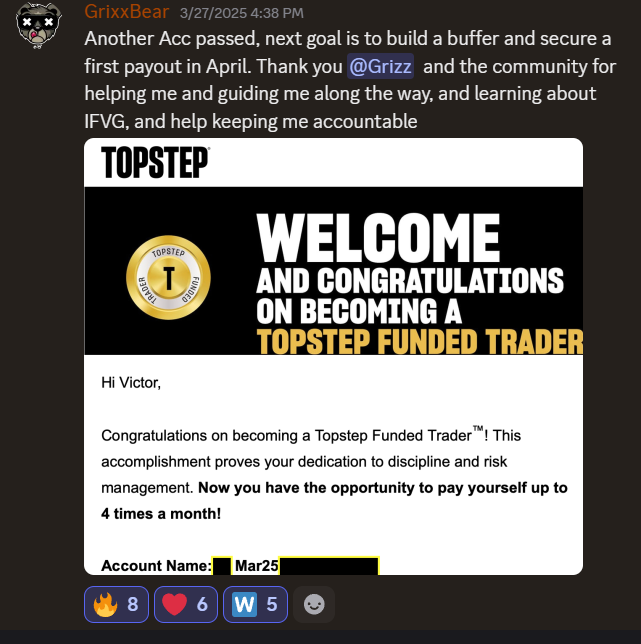 GrixxBear 3/27/2025 4:38 PM
Another Acc passed, next goal is to build a buffer and secure a
first payout in April. Thank you @Grizz and the community for
helping me and guiding me along the way, and learning about
IFVG, and help keeping me accountable
TOPSTEP
TOPSTEP
T
FUNDED
TRADER
WELCOME
AND CONGRATULATIONS
ON BECOMING A
TOPSTEP FUNDED TRADER
Hi Victor,
Congratulations on becoming a Topstep Funded Trader™! This
accomplishment proves your dedication to discipline and risk
management. Now you have the opportunity to pay yourself up to
4 times a month!
Account Name: Mar25
8 6 W 5